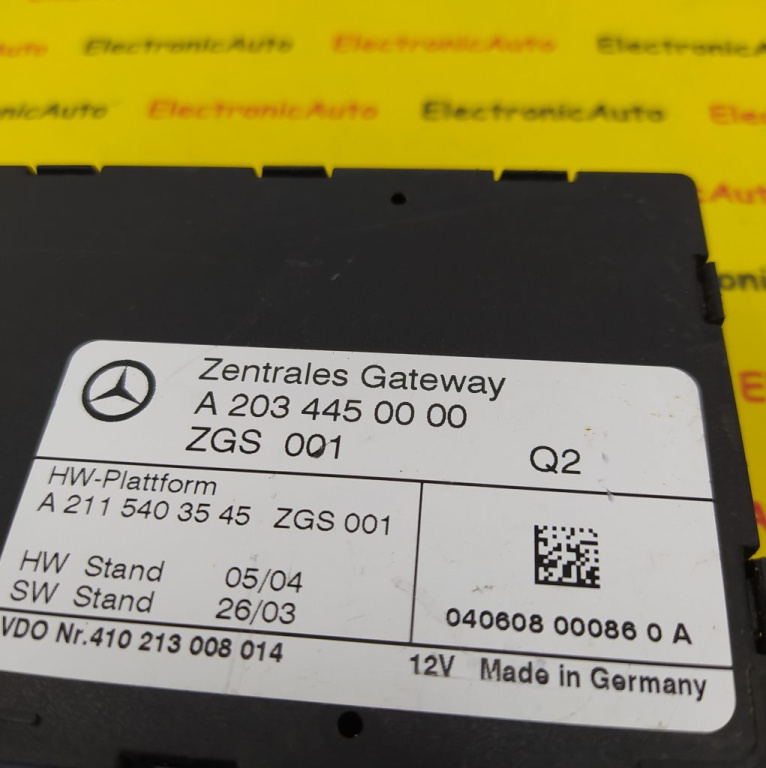 ElectronicAuto ElectronicAuto ElectronicAuto
nicAuto ElectronicAuto ElectronicAuto
Zentrales Gateway
A 203 445 00 00
ZGS 001
Q2
HW-Plattform
A 211 540 35 45 ZGS 001
HW Stand 05/04
SW Stand 26/03
040608 00086 0 A
VDO Nr.410 213 008 014
12V Made in Germany